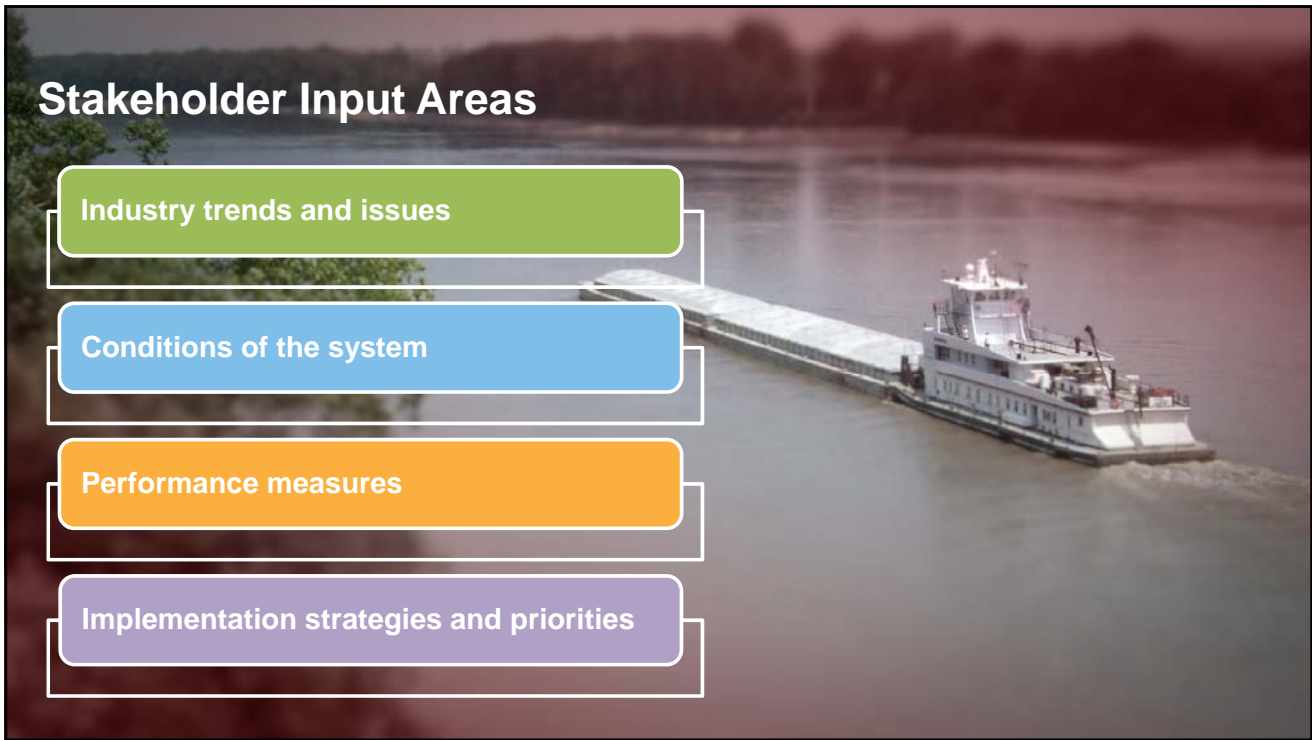 Stakeholder Input Areas
Industry trends and issues
Conditions of the system
Performance measures
Implementation strategies and priorities